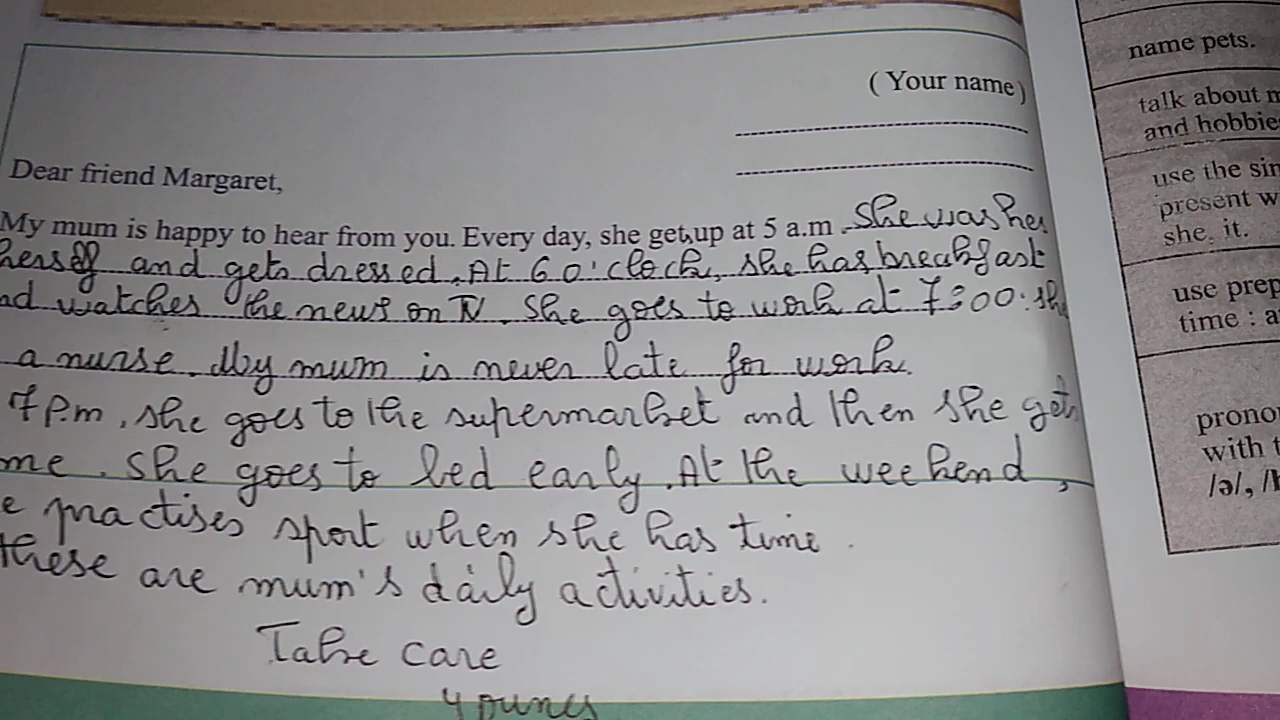 (Your name)
Dear friend Margaret,
My mum is happy to hear from you. Every day, she get up at 5 a.m. She washes
herself and gets dressed. At 6 o'clock, she has breakfast
watches the news on TV. She goes to work at 7:00.
a nurse. My mum is never late for work.
7 p.m, she goes to the supermarket and then she gets
She goes to bed early. At the weekend,
practises sport when she has time.
these are mum's daily activities.
Take care
younes
name pets.
talk about
and hobbie
use the
present
she, it.
use
time :
with